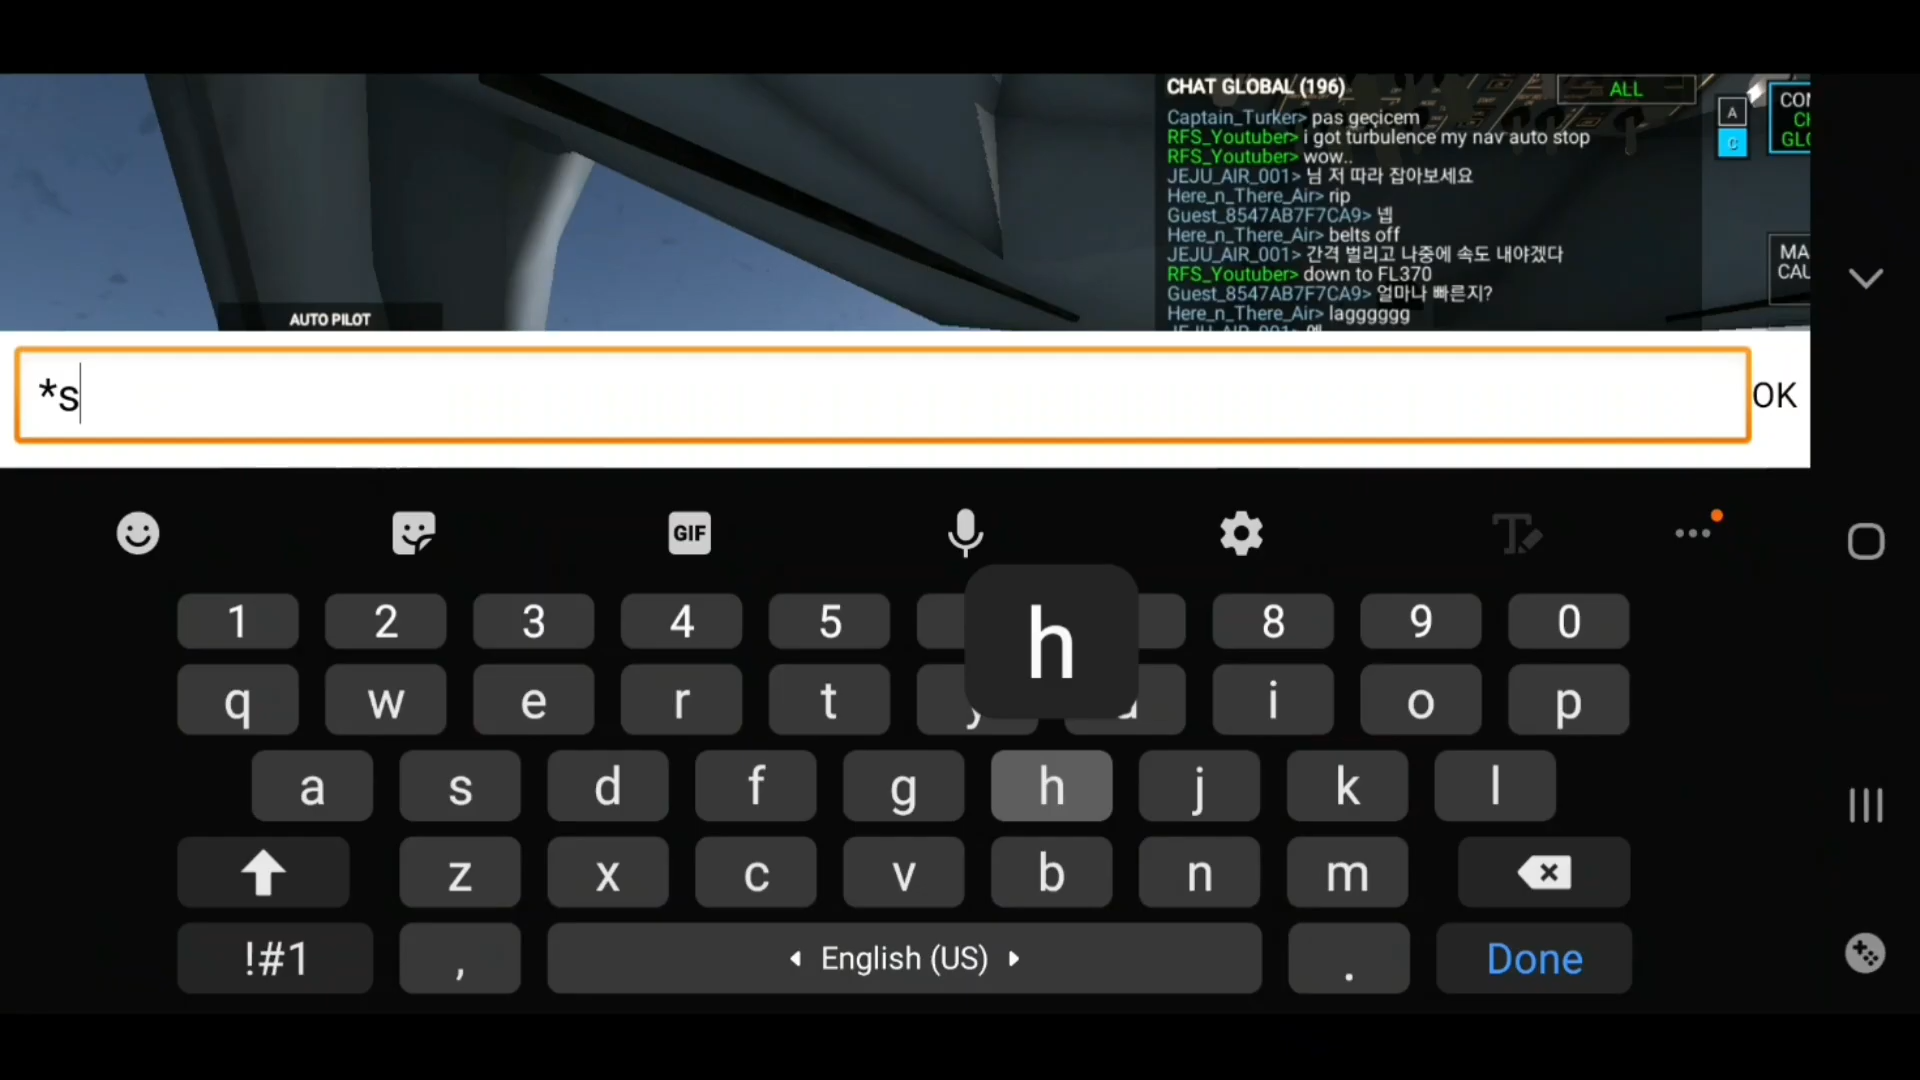 CHAT GLOBAL (196)
ALL
Captain_Turker> pas geçicem
RFS_Youtuber> i got turbulence my nav auto stop
RFS_Youtuber> wow..
JEJU_AIR_001> 님 저 따라 잡아보세요
Here_n_There_Air> rip
Guest_8547AB7F7CA9> 넵
Here_n_There_Air> belts off
JEJU_AIR_001> 간격 벌리고 나중에 속도 내야겠다
RFS_Youtuber> down to FL370
Guest_8547AB7F7CA9> 얼마나 빠른지?
Here_n_There_Air> lagggggg
A
C
MA
CAU
AUTO PILOT
*s
OK
GIF
h
1 2 3 4 5 8 9 0
q w e r t y u i o p
a s d f g h j k l
z x c v b n m
!#1 , English (US) . Done